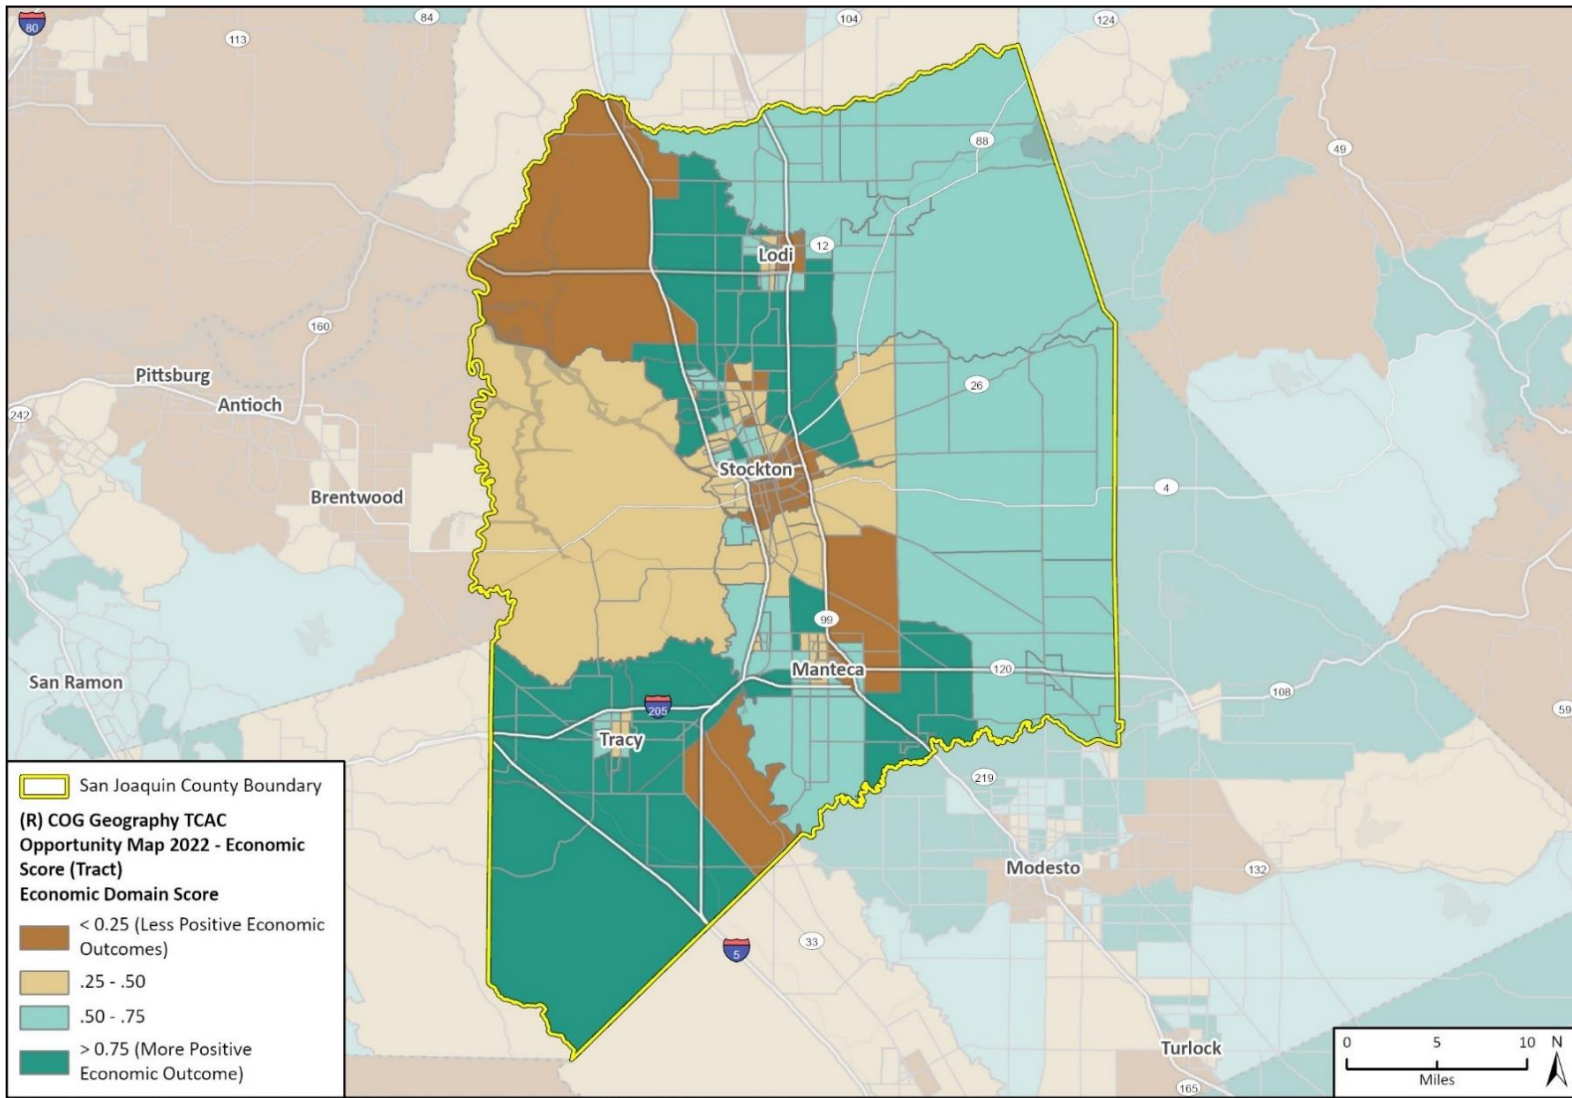 80
84
113
104
124
88
49
12
Lodi
160
26
Pittsburg
Antioch
242
Stockton
Brentwood
4
99
Manteca
120
San Ramon
108
205
59
Tracy
219
Modesto
132
33
5
Turlock
165
San Joaquin County Boundary
(R) COG Geography TCAC
Opportunity Map 2022 - Economic
Score (Tract)
Economic Domain Score
< 0.25 (Less Positive Economic
Outcomes)
.25 - .50
.50 - .75
> 0.75 (More Positive
Economic Outcome)
0 5 10
Miles
N